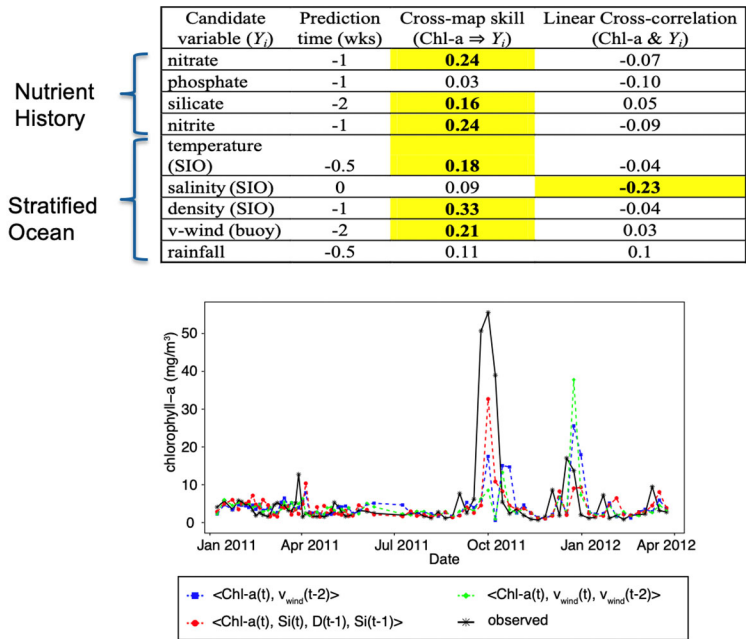 Candidate variable (Yᵢ) Prediction time (wks) Cross-map skill (Chl-a ⇒ Yᵢ) Linear Cross-correlation (Chl-a & Yᵢ)
Nutrient History
nitrate -1 0.24 -0.07
phosphate -1 0.03 -0.10
silicate -2 0.16 0.05
nitrite -1 0.24 -0.09
Stratified Ocean
temperature (SIO) -0.5 0.18 -0.04
salinity (SIO) 0 0.09 -0.23
density (SIO) -1 0.33 -0.04
v-wind (buoy) -2 0.21 0.03
rainfall -0.5 0.11 0.1
chlorophyll-a (mg/m³)
50
40
30
20
10
0
Jan 2011 Apr 2011 Jul 2011 Oct 2011 Jan 2012 Apr 2012
Date
<Chl-a(t), v_wind(t-2)> <Chl-a(t), v_wind(t), v_wind(t-2)>
<Chl-a(t), Si(t), D(t-1), Si(t-1)> observed